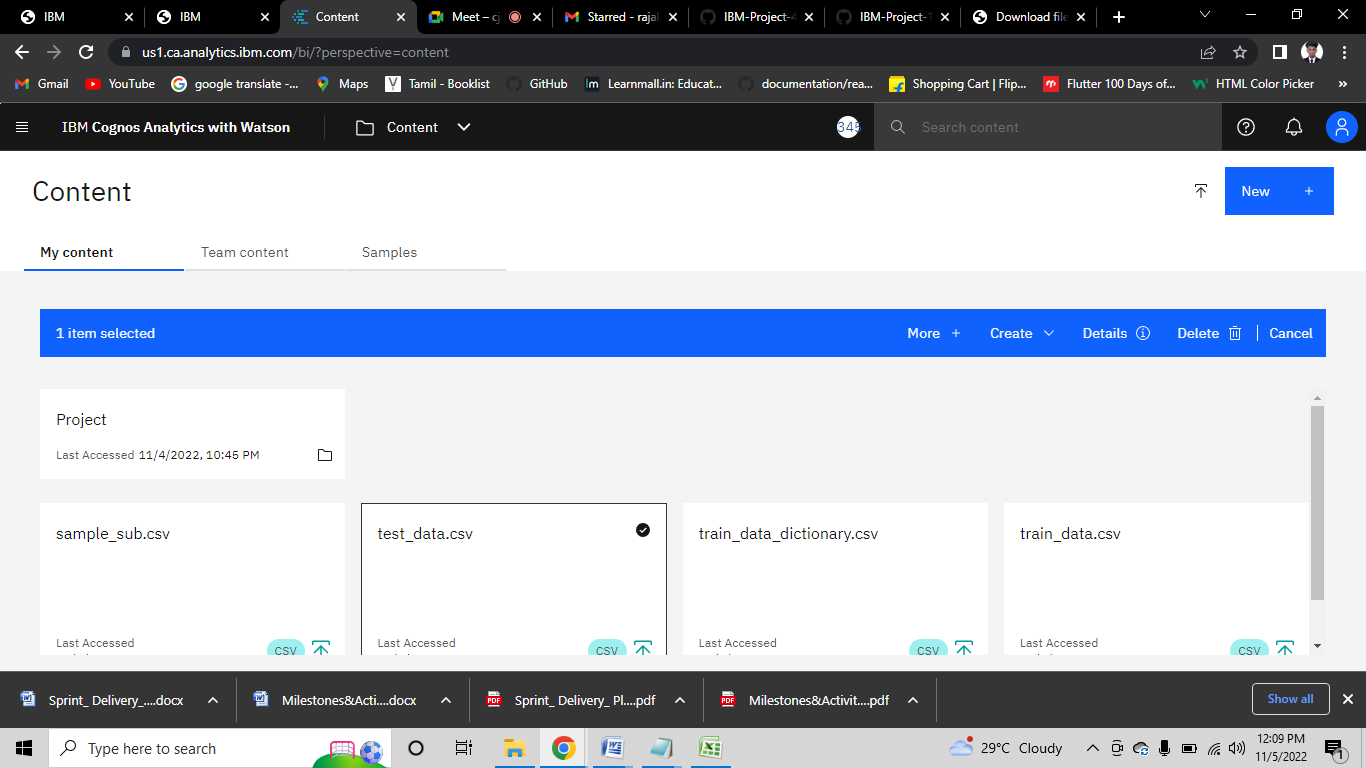 IBM
IBM
Content
Meet – cj
Starred - raja
IBM-Project-4
IBM-Project-1
Download file
us1.ca.analytics.ibm.com/bi/?perspective=content
Gmail
YouTube
google translate -...
Maps
Tamil - Booklist
GitHub
Learnmall.in: Educat...
documentation/rea...
Shopping Cart | Flip...
Flutter 100 Days of...
HTML Color Picker
»
IBM Cognos Analytics with Watson
Content
345
Search content
Content
New +
My content
Team content
Samples
1 item selected
More +
Create
Details
Delete
Cancel
Project
Last Accessed 11/4/2022, 10:45 PM
sample_sub.csv
test_data.csv
train_data_dictionary.csv
train_data.csv
Last Accessed
CSV
Last Accessed
CSV
Last Accessed
CSV
Last Accessed
CSV
Sprint_ Delivery_....docx
Milestones&Acti....docx
PDF
Sprint_ Delivery_ Pl....pdf
PDF
Milestones&Activit....pdf
Show all
Type here to search
29°C Cloudy
12:09 PM
11/5/2022
1